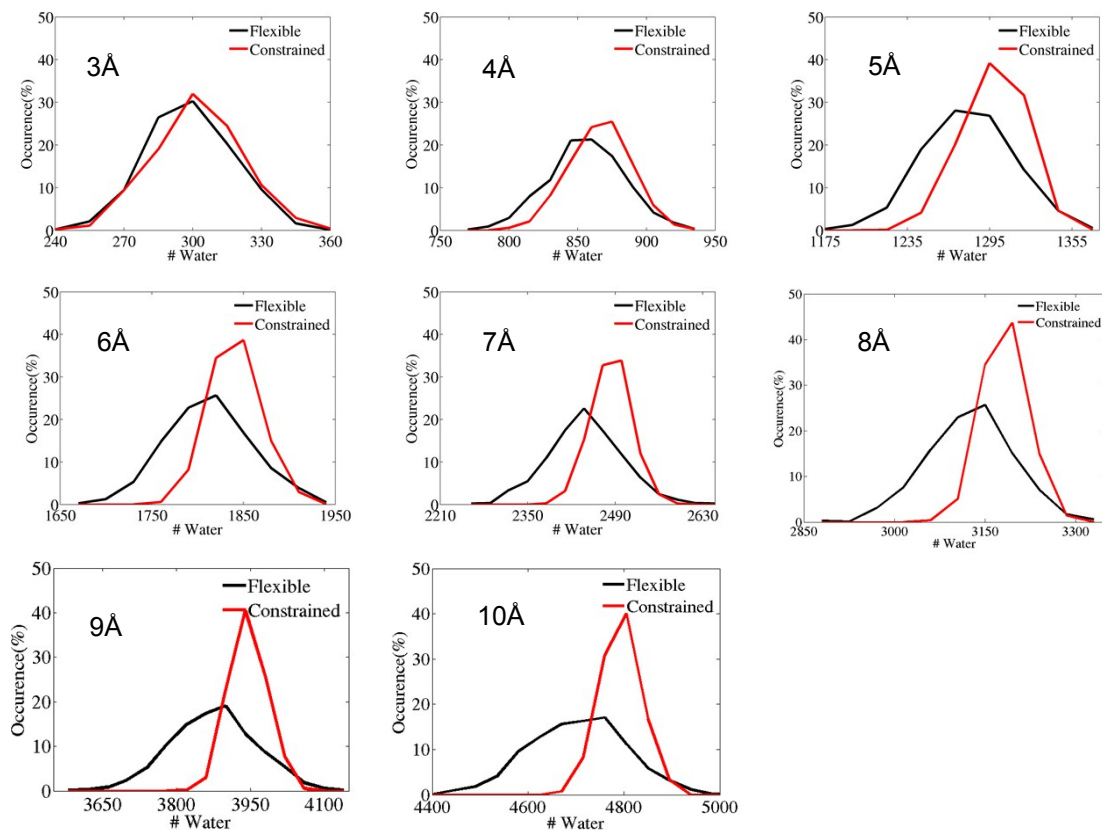 50
40
30
20
10
0
Occurence(%)
3Å
Flexible
Constrained
240 270 300 330 360
# Water
50
40
30
20
10
0
Occurence(%)
4Å
Flexible
Constrained
750 800 850 900 950
# Water
50
40
30
20
10
0
Occurence(%)
5Å
Flexible
Constrained
1175 1235 1295 1355
# Water
50
40
30
20
10
0
Occurence(%)
6Å
Flexible
Constrained
1650 1750 1850 1950
# Water
50
40
30
20
10
0
Occurence(%)
7Å
Flexible
Constrained
2210 2350 2490 2630
# Water
50
40
30
20
10
0
Occurence(%)
8Å
Flexible
Constrained
2850 3000 3150 3300
# Water
50
40
30
20
10
0
Occurence(%)
9Å
Flexible
Constrained
3650 3800 3950 4100
# Water
50
40
30
20
10
0
Occurence(%)
10Å
Flexible
Constrained
4400 4600 4800 5000
# Water